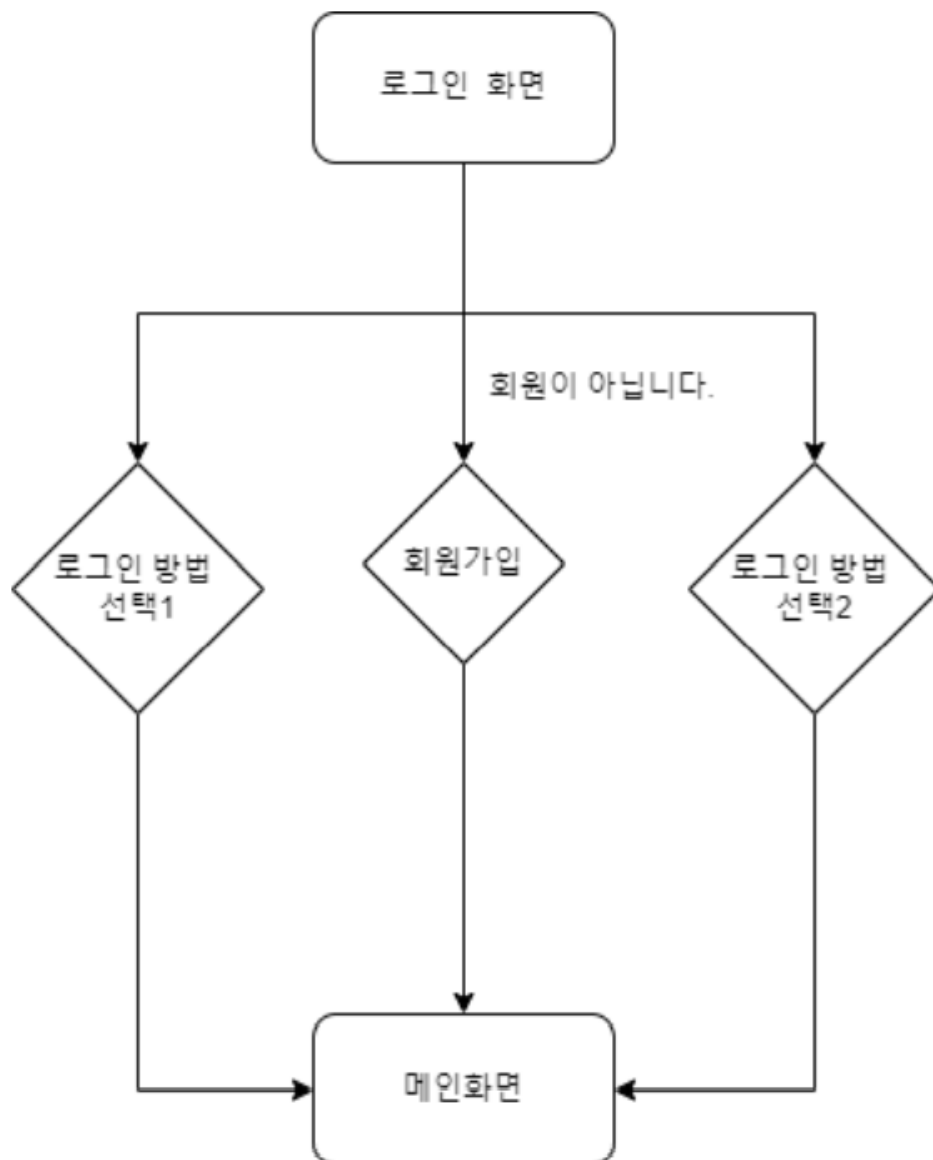 로그인 화면
회원이 아닙니다.
로그인 방법
선택1
회원가입
로그인 방법
선택2
메인화면